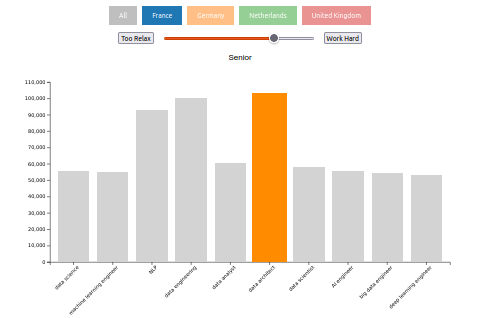 All France Germany Netherlands United Kingdom
Too Relax Work Hard
Senior
110,000
100,000
90,000
80,000
70,000
60,000
50,000
40,000
30,000
20,000
10,000
0
data science
machine learning engineer
NLP
data engineering
data analyst
data architect
data scientist
AI engineer
big data engineer
deep learning engineer